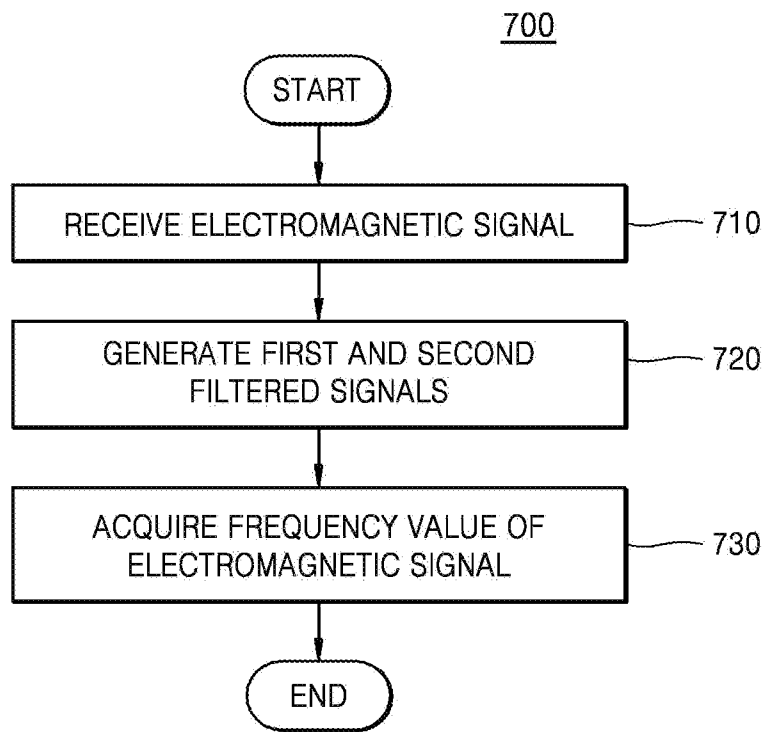 700
START
RECEIVE ELECTROMAGNETIC SIGNAL
710
GENERATE FIRST AND SECOND
FILTERED SIGNALS
720
ACQUIRE FREQUENCY VALUE OF
ELECTROMAGNETIC SIGNAL
730
END